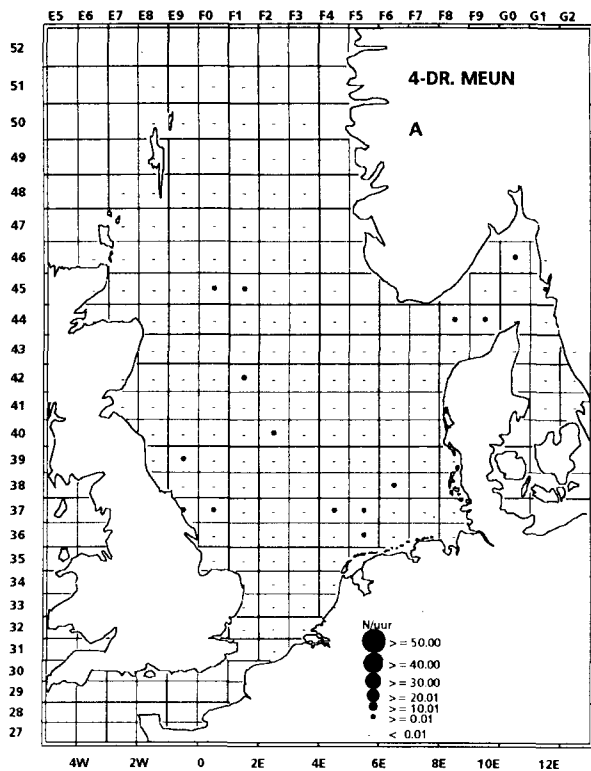 E5 E6 E7 E8 E9 F0 F1 F2 F3 F4 F5 F6 F7 F8 F9 G0 G1 G2
52
51
50
49
48
47
46
45
44
43
42
41
40
39
38
37
36
35
34
33
32
31
30
29
28
27
4-DR. MEUN
A
N/uur
> = 50.00
> = 40.00
> = 30.00
> = 20.01
> = 10.01
> = 0.01
< 0.01
4W 2W 0 2E 4E 6E 8E 10E 12E